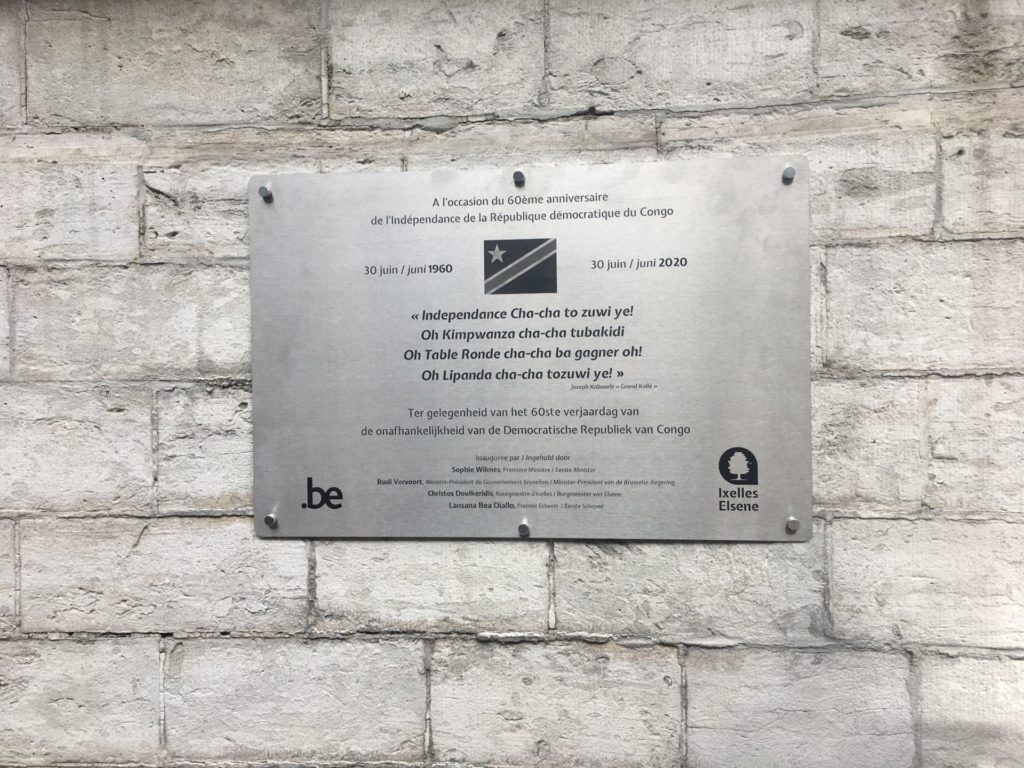 A l'occasion du 60ème anniversaire
de l'Indépendance de la République démocratique du Congo
30 juin / juni 1960
30 juin / juni 2020
« Independance Cha-cha to zuwi ye!
Oh Kimpwanza cha-cha tubakidi
Oh Table Ronde cha-cha ba gagner oh!
Oh Lipanda cha-cha tozuwi ye! »
Joseph Kabasele « Grand Kalle »
Ter gelegenheid van het 60ste verjaardag van
de onafhankelijkheid van de Democratische Republiek van Congo
Inaugurée par / Ingehuld door
Sophie Wilmès, Première Ministre / Eerste Minister
Rudi Vervoort, Ministre-Président du Gouvernement bruxellois / Minister-President van de Brusselse Regering
Christos Doulkeridis, Bourgmestre d'Ixelles / Burgmeester van Elsene
Lansana Bea Diallo, Premier Echevin / Eerste Schepen
.be
Ixelles
Elsene